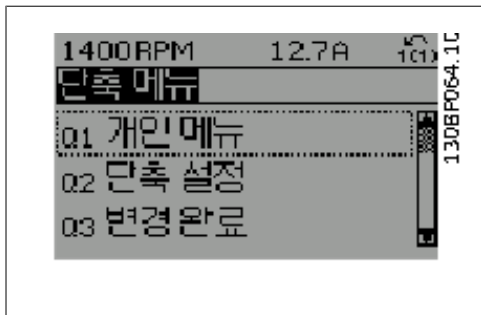 1400 RPM 12.7A 1(1)
단축 메뉴
Q1 개인 메뉴
Q2 단축 설정
Q3 변경 완료
130BP064.10